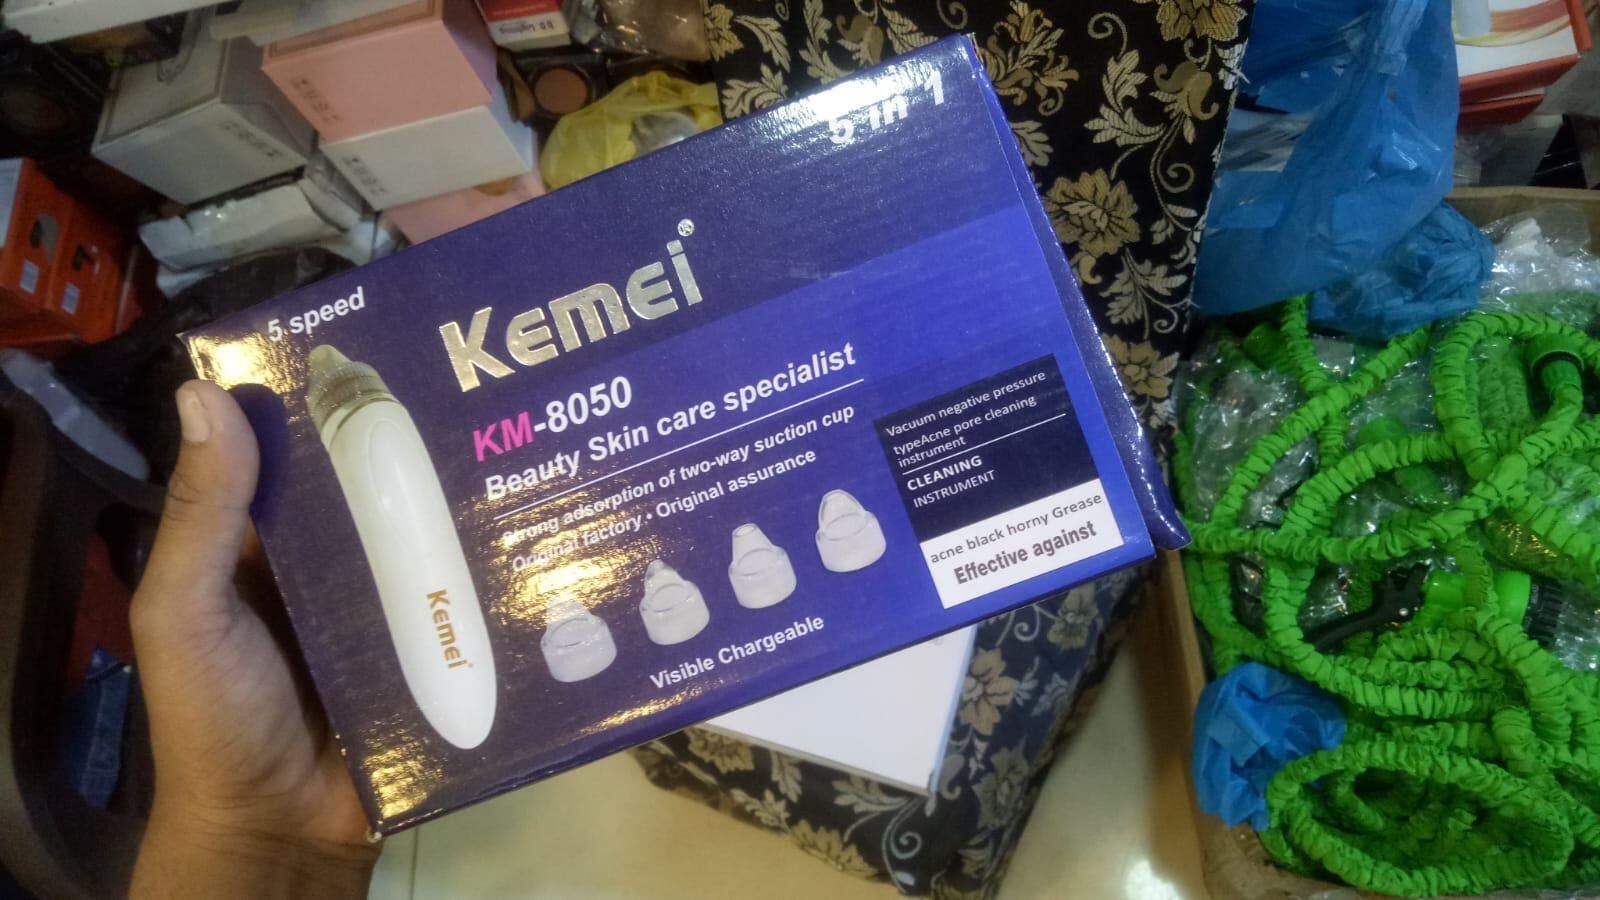 5 in 1
5 speed
Kemei®
KM-8050
Beauty Skin care specialist
Strong adsorption of two-way suction cup
Original factory • Original assurance
Vacuum negative pressure
typeAcne pore cleaning
instrument
CLEANING
INSTRUMENT
acne black horny Grease
Effective against
Visible Chargeable
Kemei®